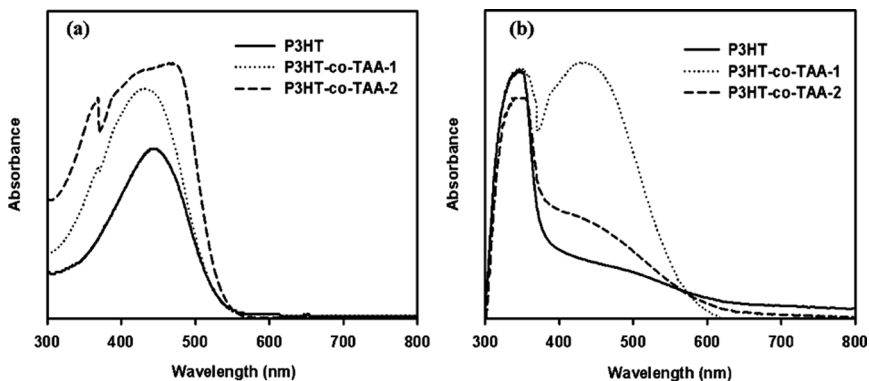 (a)
P3HT
P3HT-co-TAA-1
P3HT-co-TAA-2
Absorbance
300 400 500 600 700 800
Wavelength (nm)
(b)
P3HT
P3HT-co-TAA-1
P3HT-co-TAA-2
Absorbance
300 400 500 600 700 800
Wavelength (nm)